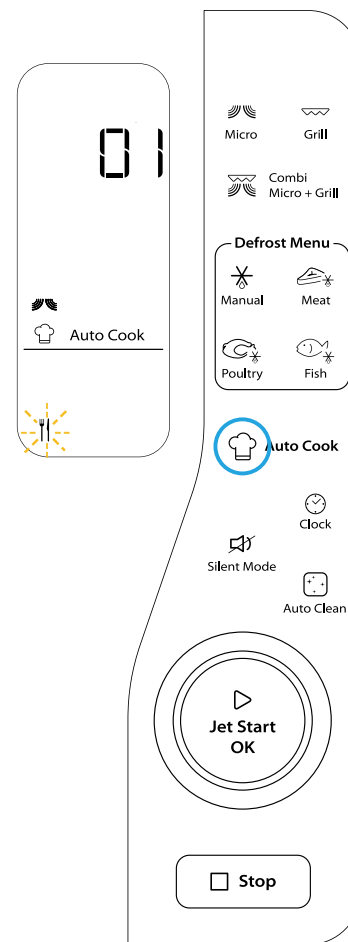 01
Auto Cook
Micro
Grill
Combi
Micro + Grill
Defrost Menu
Manual
Meat
Poultry
Fish
Auto Cook
Clock
Silent Mode
Auto Clean
Jet Start
OK
Stop